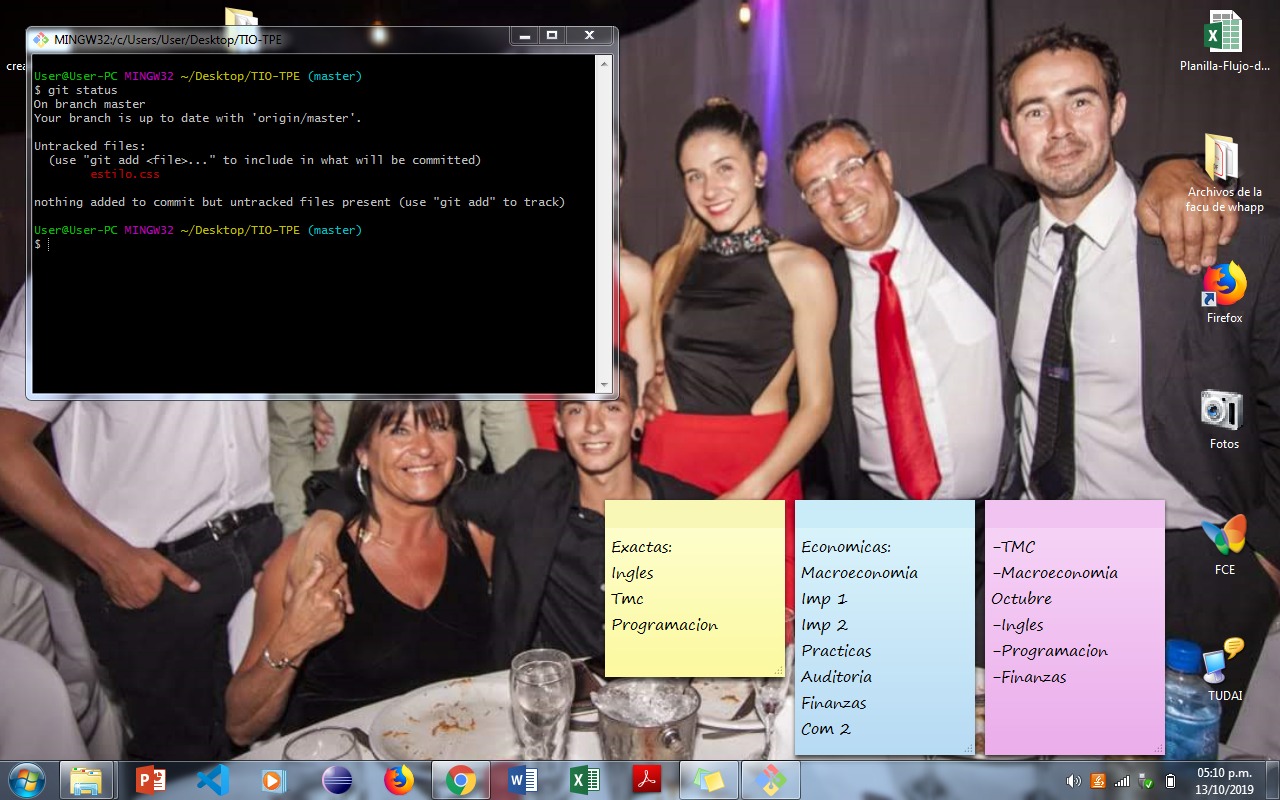 MINGW32:/c/Users/User/Desktop/TIO-TPE
User@User-PC MINGW32 ~/Desktop/TIO-TPE (master)
$ git status
On branch master
Your branch is up to date with 'origin/master'.
Untracked files:
(use "git add <file>..." to include in what will be committed)
estilo.css
nothing added to commit but untracked files present (use "git add" to track)
User@User-PC MINGW32 ~/Desktop/TIO-TPE (master)
$
crea
Planilla-Flujo-d...
Archivos de la
facu de whapp
Firefox
Fotos
FCE
TUDAI
Exactas:
Ingles
Tmc
Programacion
Economicas:
Macroeconomia
Imp 1
Imp 2
Practicas
Auditoria
Finanzas
Com 2
-TMC
-Macroeconomia
Octubre
-Ingles
-Programacion
-Finanzas
05:10 p.m.
13/10/2019